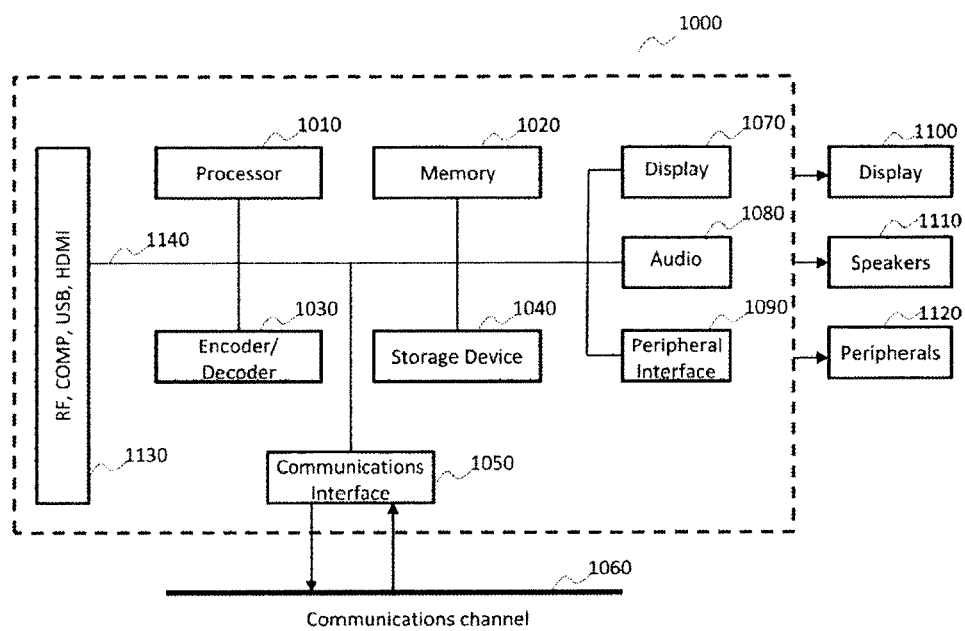 1000
1010
1020
1070
1100
Processor
Memory
Display
Display
1140
1080
1110
Audio
Speakers
RF, COMP, USB, HDMI
1030
1040
1090
1120
Encoder/
Decoder
Storage Device
Peripheral
Interface
Peripherals
1130
Communications
Interface
1050
1060
Communications channel